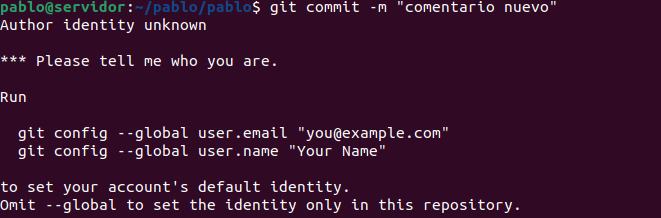 pablo@servidor:~/pablo/pablo$ git commit -m "comentario nuevo"
Author identity unknown

*** Please tell me who you are.

Run

  git config --global user.email "you@example.com"
  git config --global user.name "Your Name"

to set your account's default identity.
Omit --global to set the identity only in this repository.